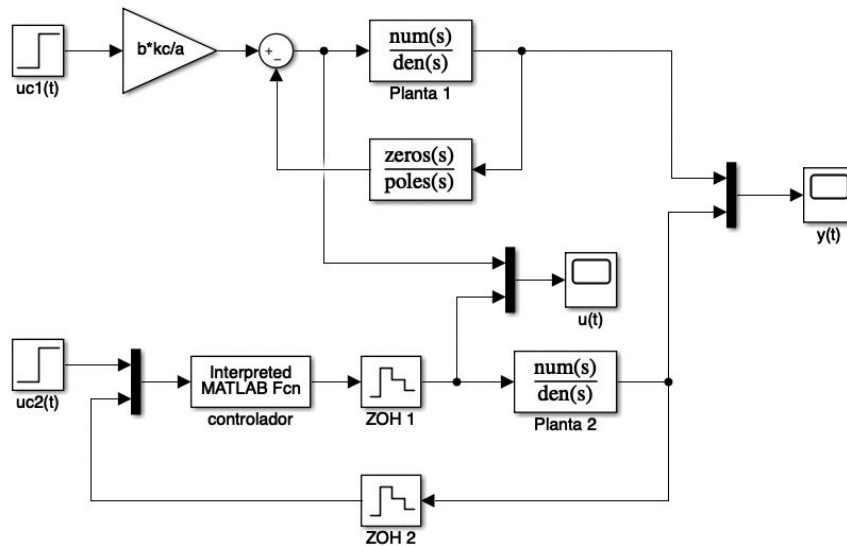 uc1(t)
b*kc/a
+
−
num(s)
den(s)
Planta 1
zeros(s)
poles(s)
y(t)
u(t)
uc2(t)
Interpreted
MATLAB Fcn
controlador
ZOH 1
num(s)
den(s)
Planta 2
ZOH 2